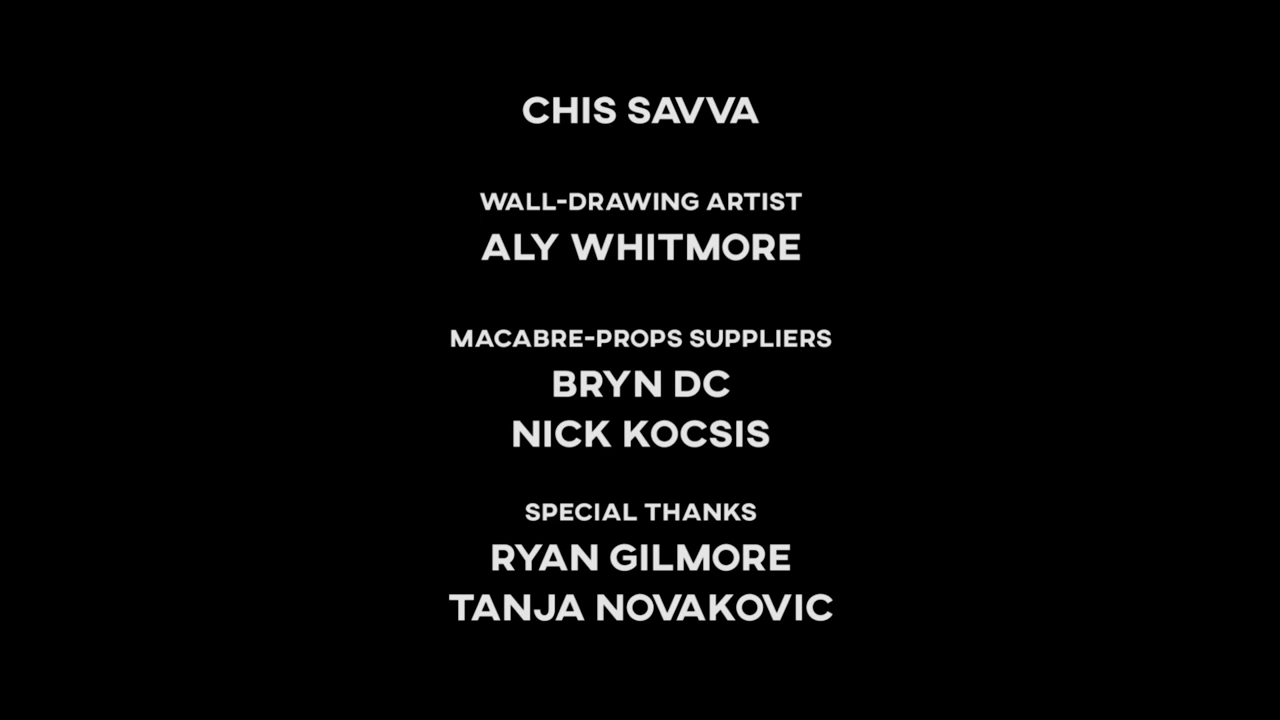 CHIS SAVVA
WALL-DRAWING ARTIST
ALY WHITMORE
MACABRE-PROPS SUPPLIERS
BRYN DC
NICK KOCSIS
SPECIAL THANKS
RYAN GILMORE
TANJA NOVAKOVIC